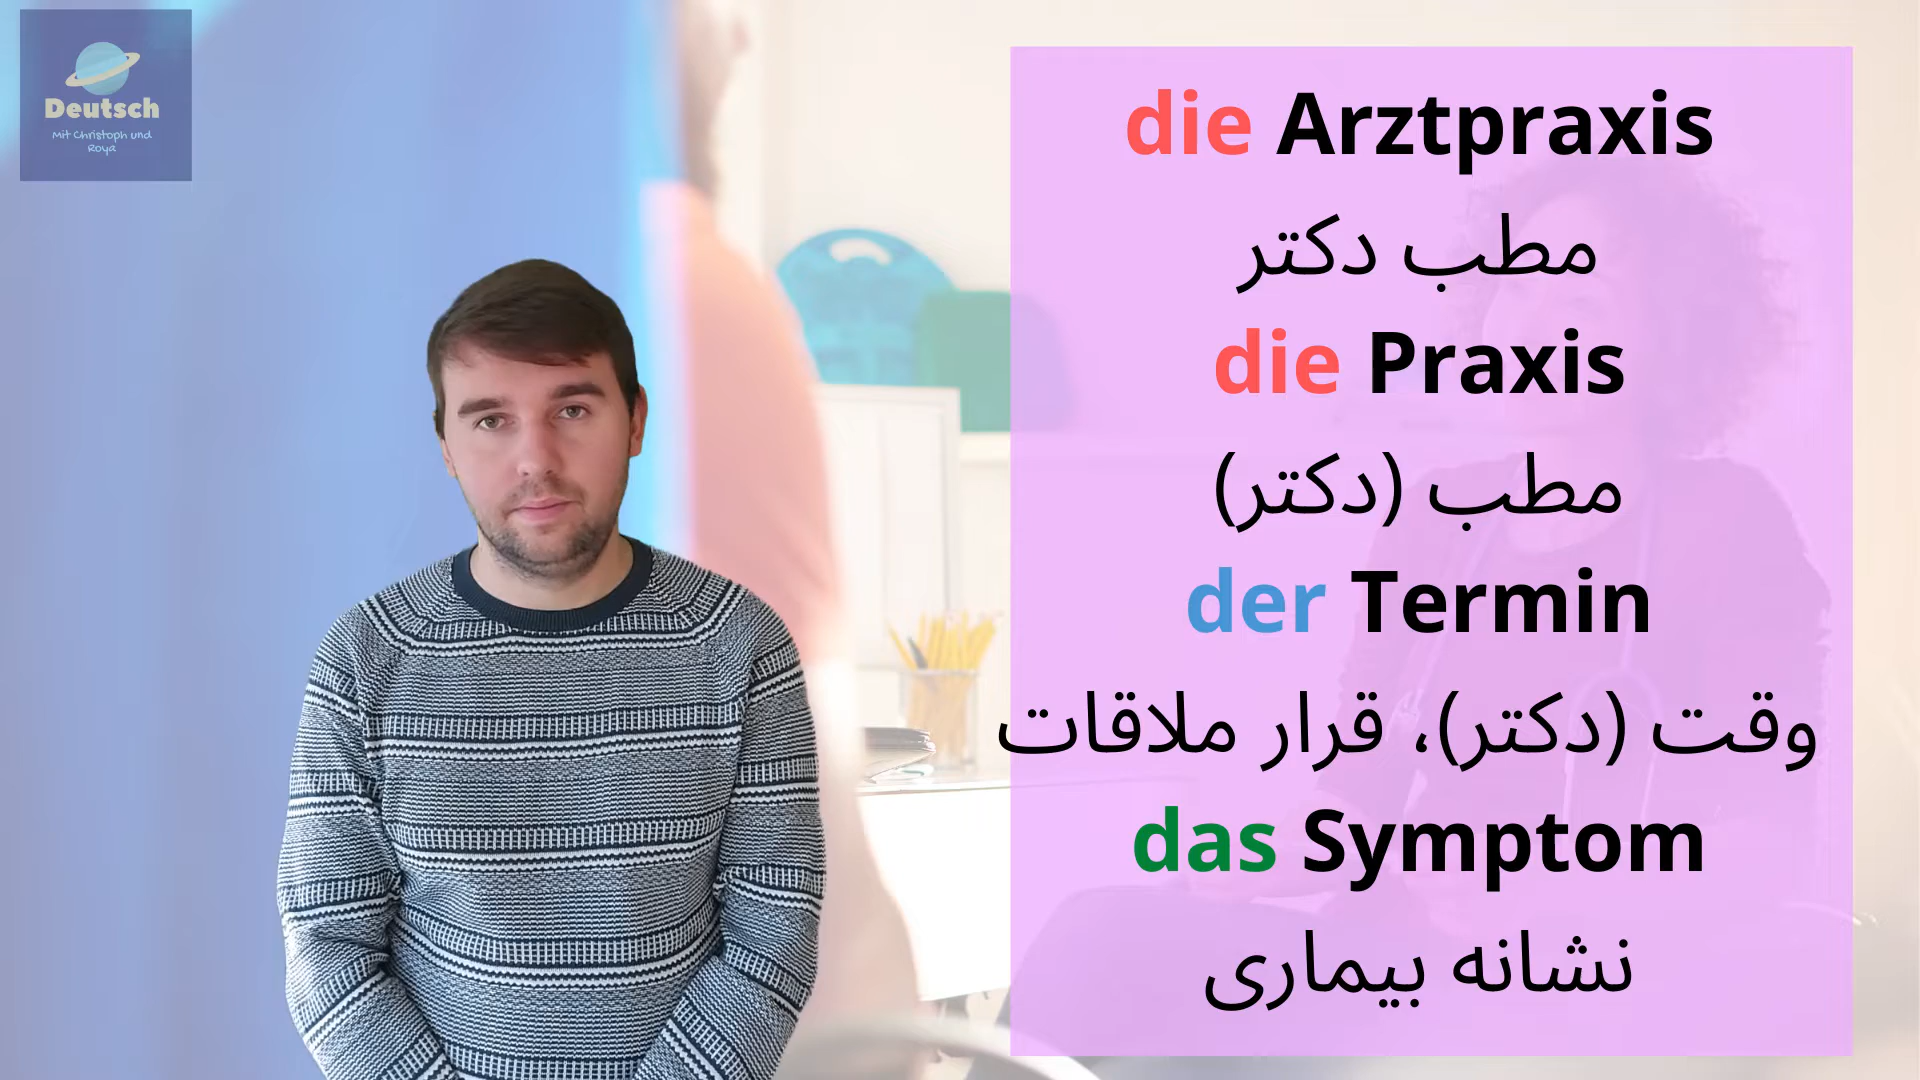 Deutsch
Mit Christoph und
Roya
die Arztpraxis
مطب دکتر
die Praxis
مطب (دکتر)
der Termin
وقت (دکتر)، قرار ملاقات
das Symptom
نشانه بیماری